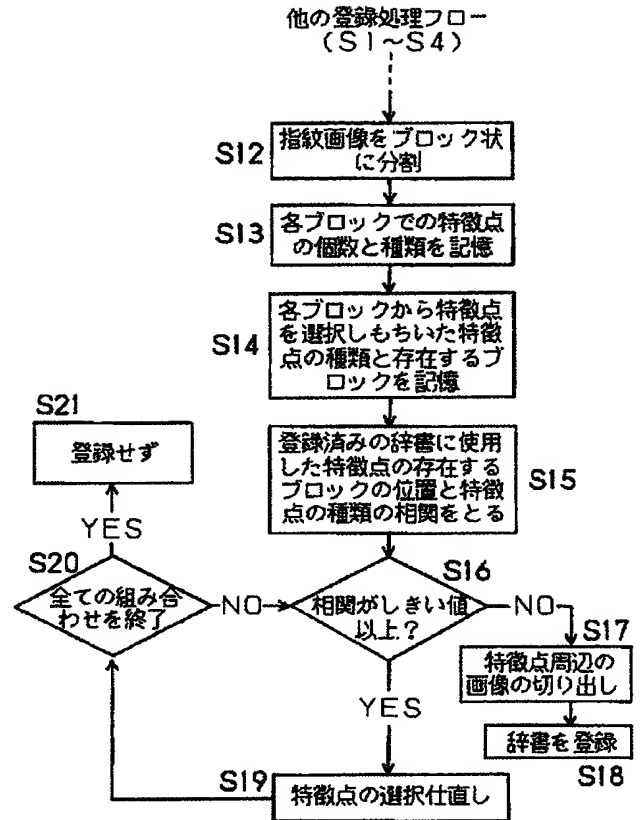 他の登録処理フロー
(S1~S4)
S12
指紋画像をブロック状
に分割
S13
各ブロックでの特徴点
の個数と種類を記憶
S14
各ブロックから特徴点
を選択しもちいた特徴
点の種類と存在するブ
ロックを記憶
S15
登録済みの辞書に使用
した特徴点の存在する
ブロックの位置と特徴
点の種類の相関をとる
S16
相関がしきい値
以上?
NO
S17
特徴点周辺の
画像の切り出し
辞書を登録
S18
YES
S19
特徴点の選択仕直し
S20
全ての組み合
わせを終了
NO
YES
S21
登録せず